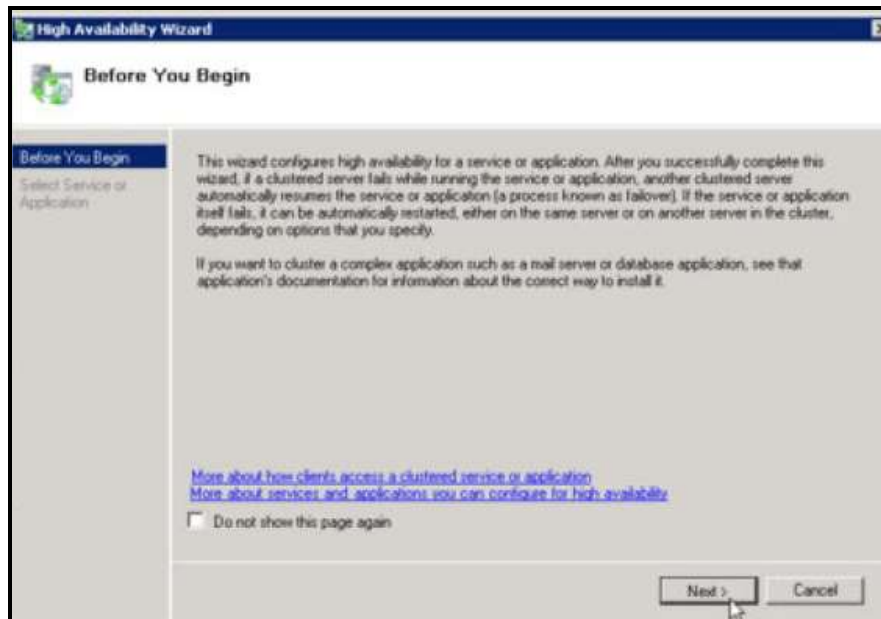 High Availability Wizard
Before You Begin
Before You Begin
Select Service or
Application
This wizard configures high availability for a service or application. After you successfully complete this
wizard, if a clustered server fails while running the service or application, another clustered server
automatically resumes the service or application (a process known as failover). If the service or application
itself fails, it can be automatically restarted, either on the same server or on another server in the cluster,
depending on options that you specify.
If you want to cluster a complex application such as a mail server or database application, see that
application's documentation for information about the correct way to install it.
More about how clients access a clustered service or application
More about services and applications you can configure for high availability
Do not show this page again
Next >
Cancel